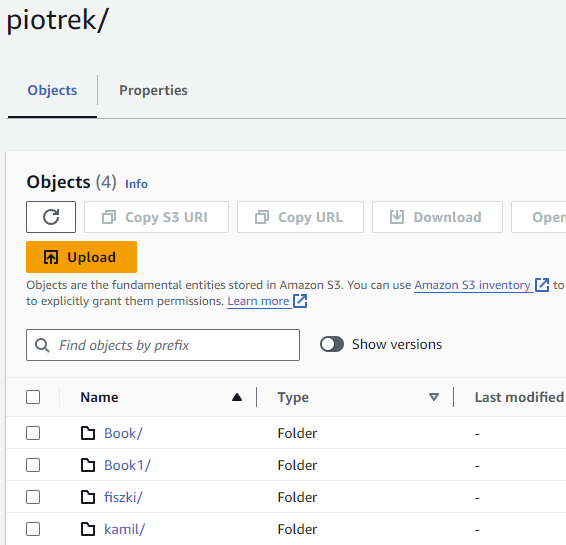 piotrek/
Objects Properties
Objects (4) Info
Copy S3 URI Copy URL Download Open
Upload
Objects are the fundamental entities stored in Amazon S3. You can use Amazon S3 inventory to
to explicitly grant them permissions. Learn more
Find objects by prefix Show versions
Name Type Last modified
Book/ Folder -
Book1/ Folder -
fiszki/ Folder -
kamil/ Folder -